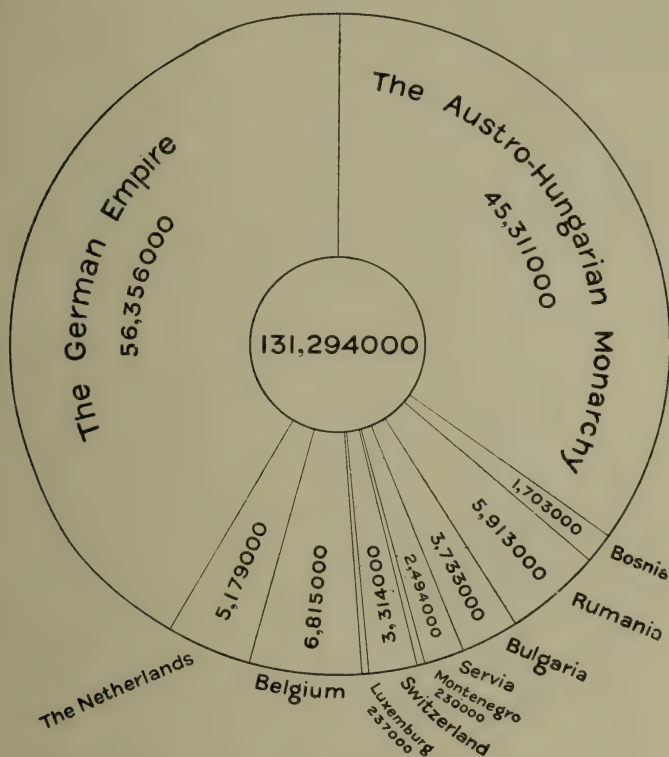 The German Empire
56,356000
The Austro-Hungarian Monarchy
45,311000
131,294000
1,703000
Bosnia
5,913000
Rumania
3,733000
Bulgaria
2,494000
Servia
Montenegro
230000
3,314000
Switzerland
Luxemburg
237000
6,815000
Belgium
5,179000
The Netherlands